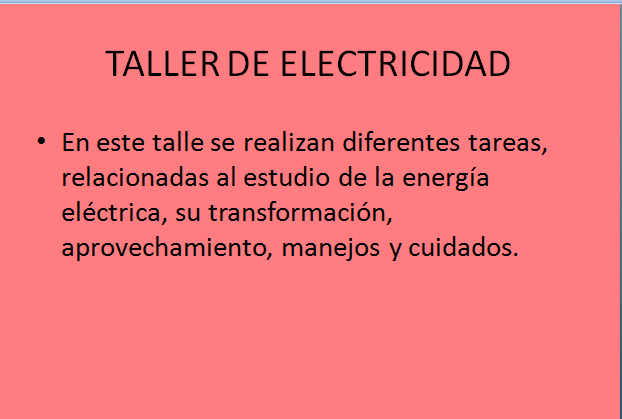 TALLER DE ELECTRICIDAD
• En este talle se realizan diferentes tareas,
relacionadas al estudio de la energía
eléctrica, su transformación,
aprovechamiento, manejos y cuidados.